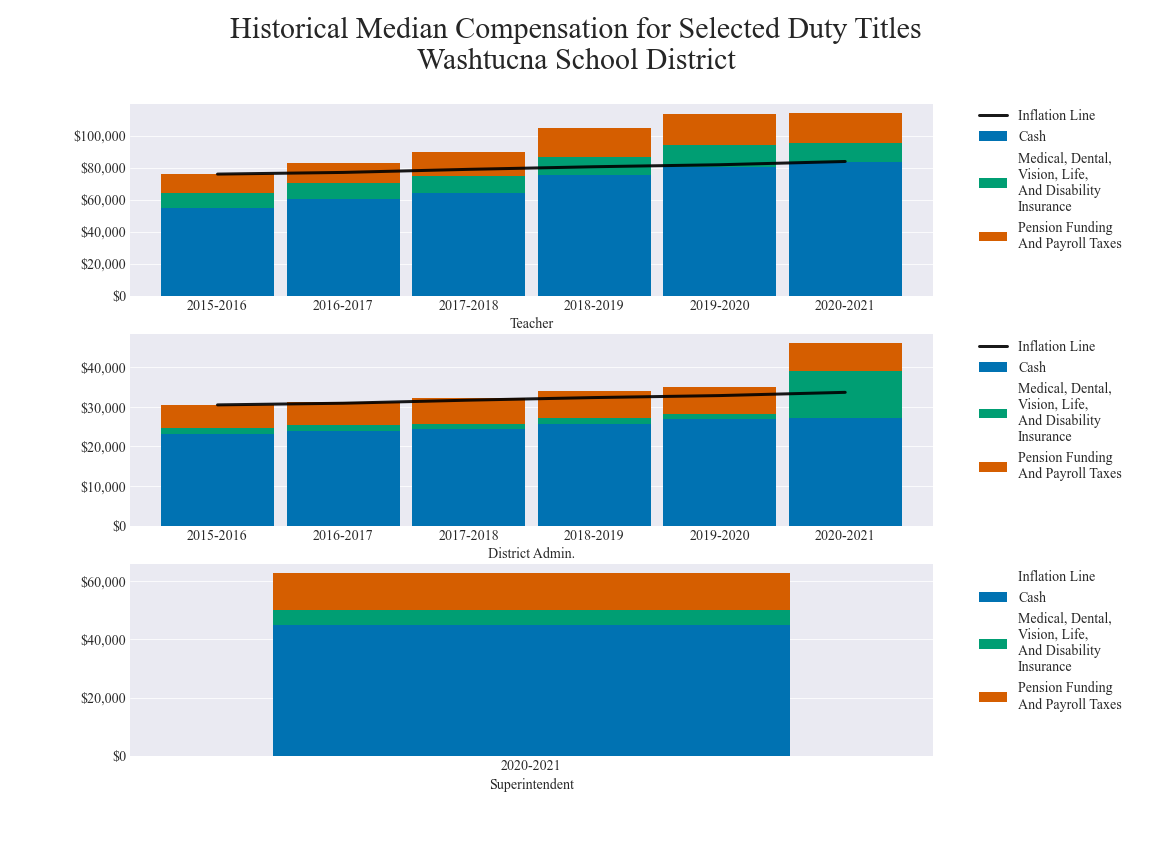 Historical Median Compensation for Selected Duty Titles
Washtucna School District
$100,000
$80,000
$60,000
$40,000
$20,000
$0
2015-2016
2016-2017
2017-2018
2018-2019
2019-2020
2020-2021
Teacher
Inflation Line
Cash
Medical, Dental,
Vision, Life,
And Disability
Insurance
Pension Funding
And Payroll Taxes
$40,000
$30,000
$20,000
$10,000
$0
2015-2016
2016-2017
2017-2018
2018-2019
2019-2020
2020-2021
District Admin.
Inflation Line
Cash
Medical, Dental,
Vision, Life,
And Disability
Insurance
Pension Funding
And Payroll Taxes
$60,000
$40,000
$20,000
$0
2020-2021
Superintendent
Inflation Line
Cash
Medical, Dental,
Vision, Life,
And Disability
Insurance
Pension Funding
And Payroll Taxes